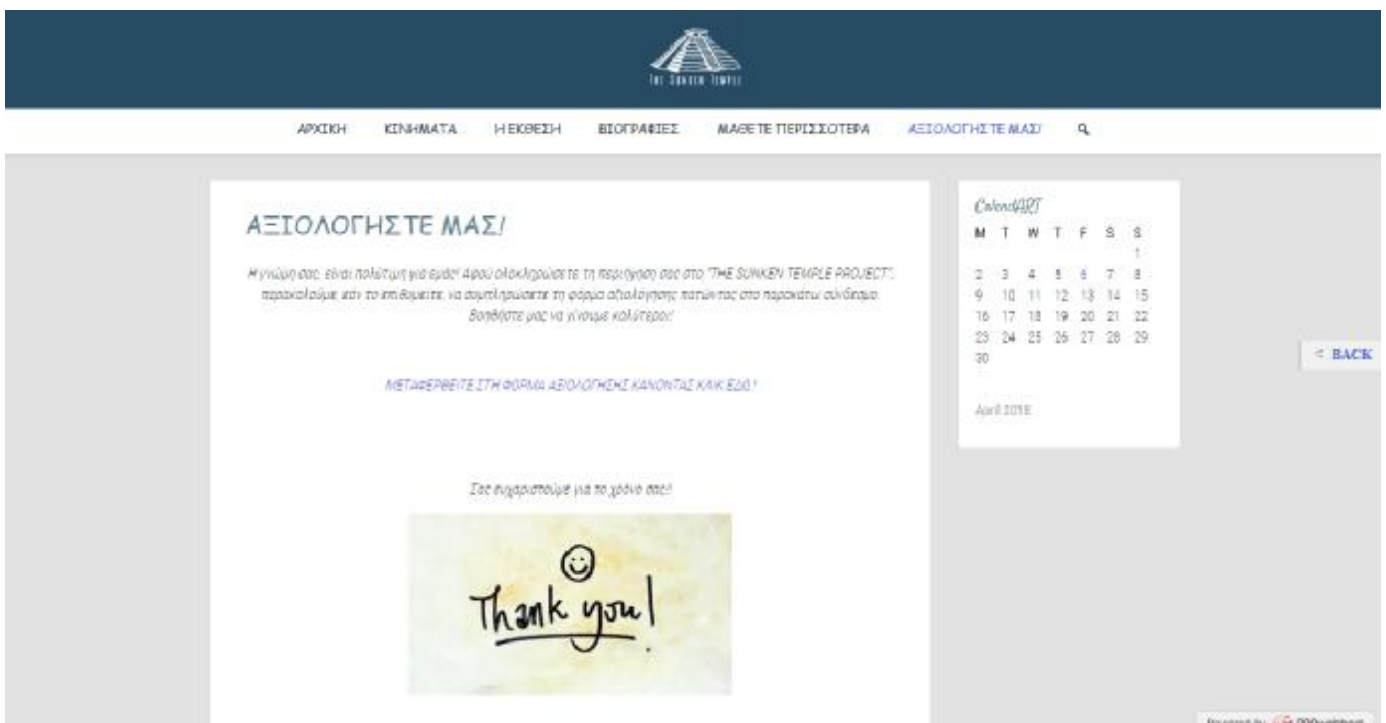 THE SUNKEN TEMPLE
ΑΡΧΙΚΗ ΚΙΝΗΜΑΤΑ Η ΕΚΘΕΣΗ ΒΙΟΓΡΑΦΙΕΣ ΜΑΘΕΤΕ ΠΕΡΙΣΣΟΤΕΡΑ ΑΞΙΟΛΟΓΗΣΤΕ ΜΑΣ!
ΑΞΙΟΛΟΓΗΣΤΕ ΜΑΣ!
Η γνώμη σας, είναι πολύτιμη για εμάς! Αφού ολοκληρώσετε τη περιήγηση σας στο "THE SUNKEN TEMPLE PROJECT",
παρακαλούμε, εάν το επιθυμείτε, να συμπληρώσετε τη φόρμα αξιολόγησης πατώντας στο παρακάτω σύνδεσμο.
Βοηθήστε μας να γίνουμε καλύτεροι!
ΜΕΤΑΦΕΡΘΕΙΤΕ ΣΤΗ ΦΟΡΜΑ ΑΞΙΟΛΟΓΗΣΗΣ ΚΑΝΟΝΤΑΣ ΚΛΙΚ ΕΔΩ !
Σας ευχαριστούμε για το χρόνο σας!!
Thank you!
CalendART
M T W T F S S
1
2 3 4 5 6 7 8
9 10 11 12 13 14 15
16 17 18 19 20 21 22
23 24 25 26 27 28 29
30
April 2018
< BACK
Powered by 000webhost